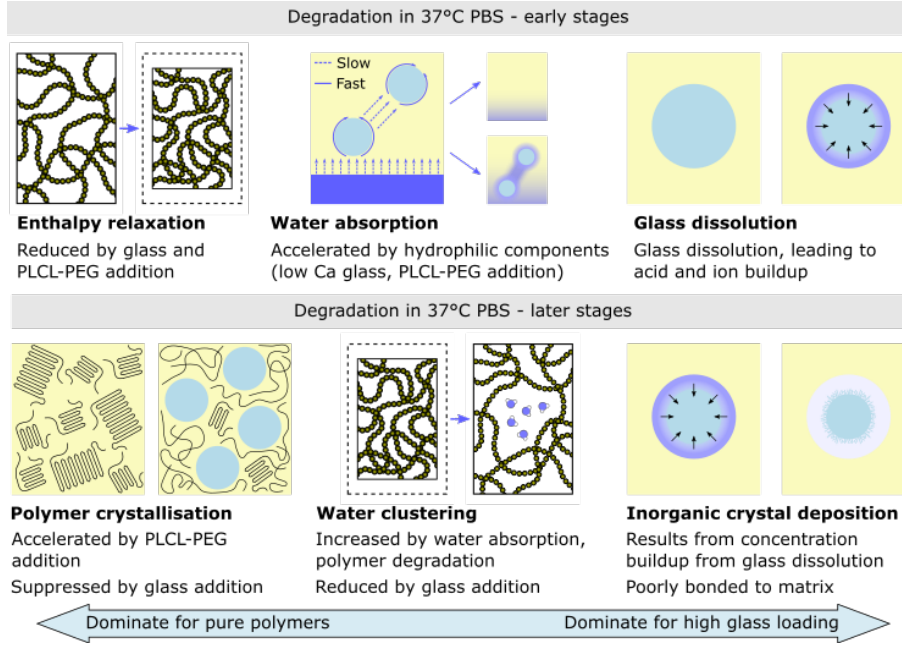 Degradation in 37°C PBS - early stages
Slow
Fast
Enthalpy relaxation
Reduced by glass and
PLCL-PEG addition
Water absorption
Accelerated by hydrophilic components
(low Ca glass, PLCL-PEG addition)
Glass dissolution
Glass dissolution, leading to
acid and ion buildup
Degradation in 37°C PBS - later stages
Polymer crystallisation
Accelerated by PLCL-PEG
addition
Suppressed by glass addition
Water clustering
Increased by water absorption,
polymer degradation
Reduced by glass addition
Inorganic crystal deposition
Results from concentration
buildup from glass dissolution
Poorly bonded to matrix
Dominate for pure polymers
Dominate for high glass loading